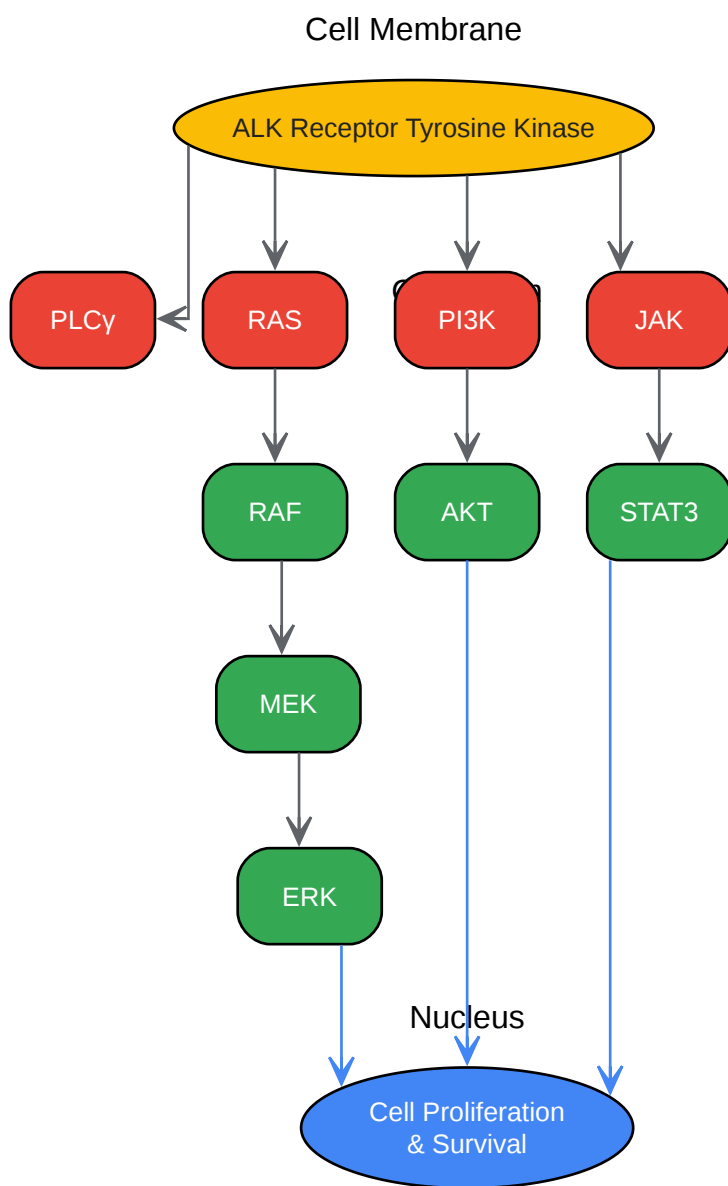 Cell Membrane
ALK Receptor Tyrosine Kinase
PLCγ
RAS
PI3K
JAK
RAF
AKT
STAT3
MEK
ERK
Nucleus
Cell Proliferation
& Survival